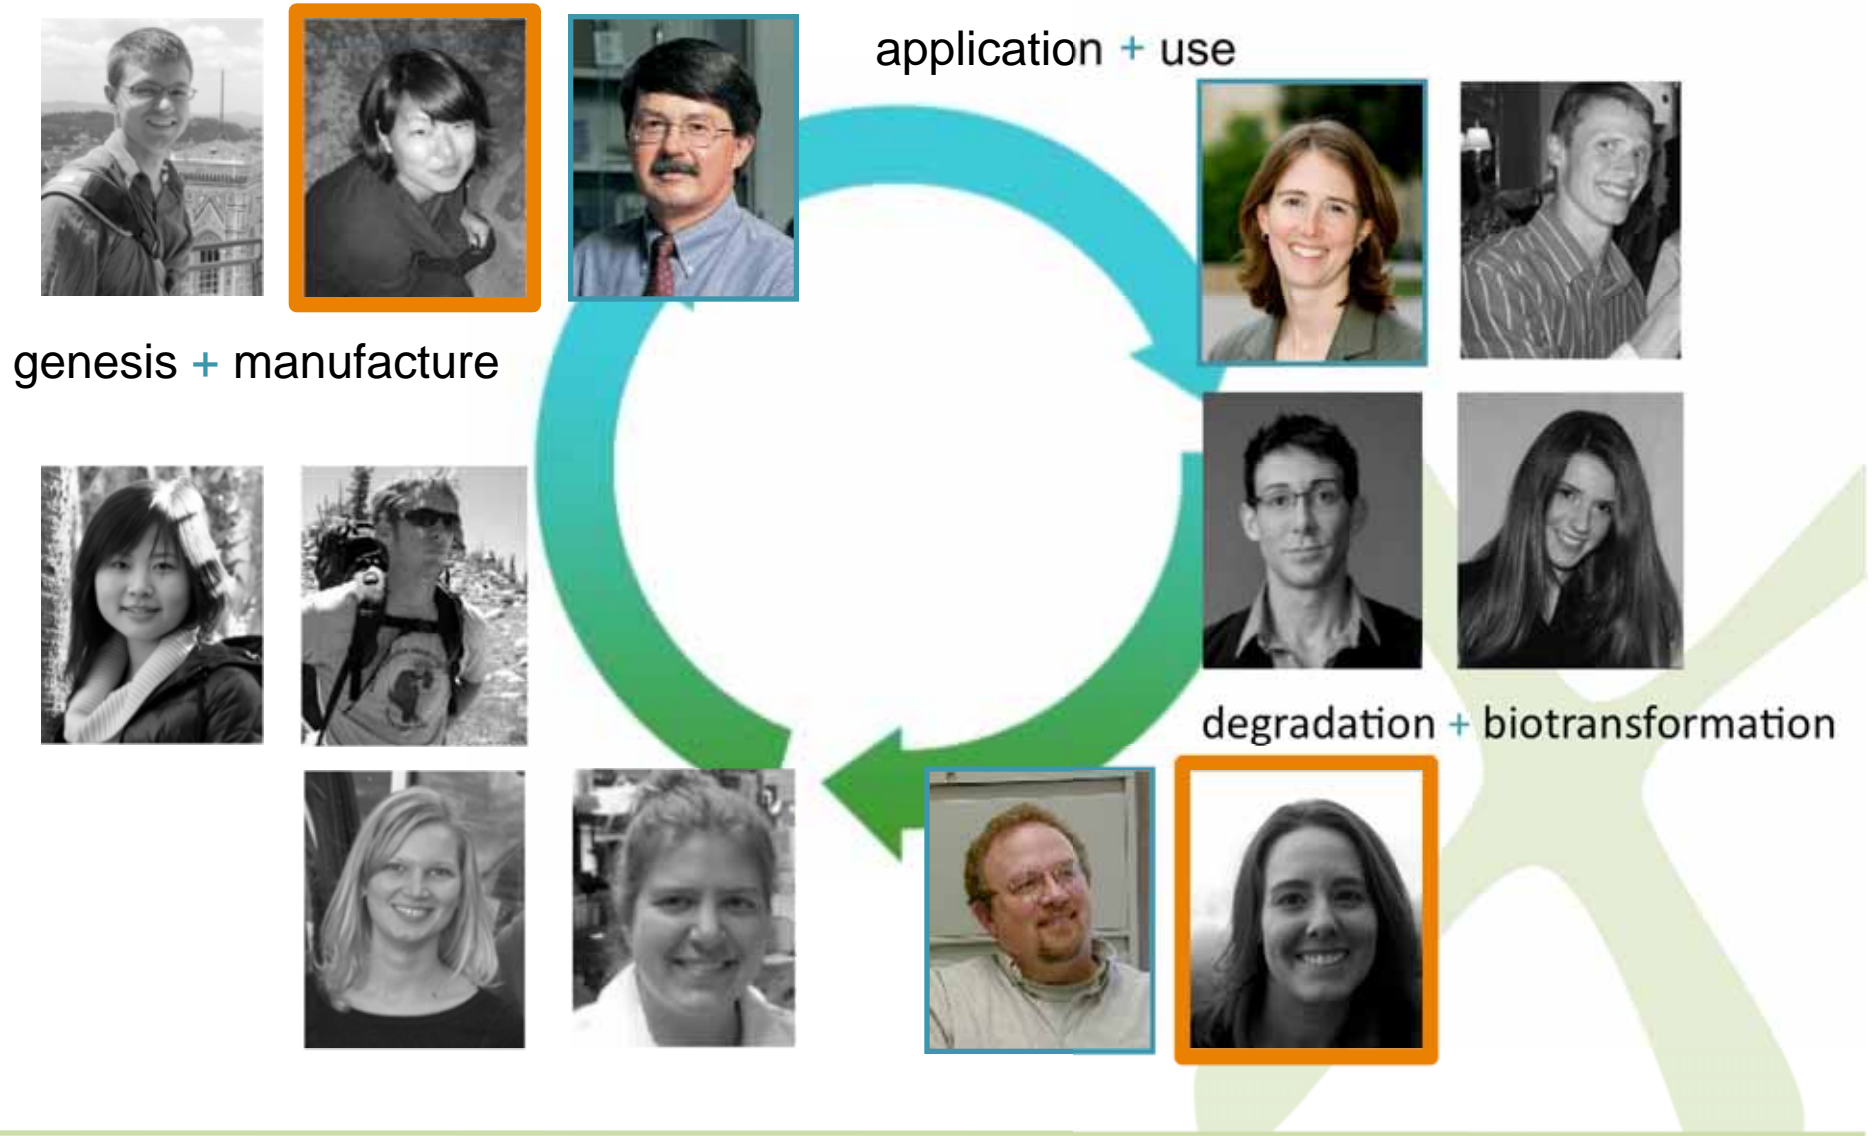 application + use
genesis + manufacture
degradation + biotransformation